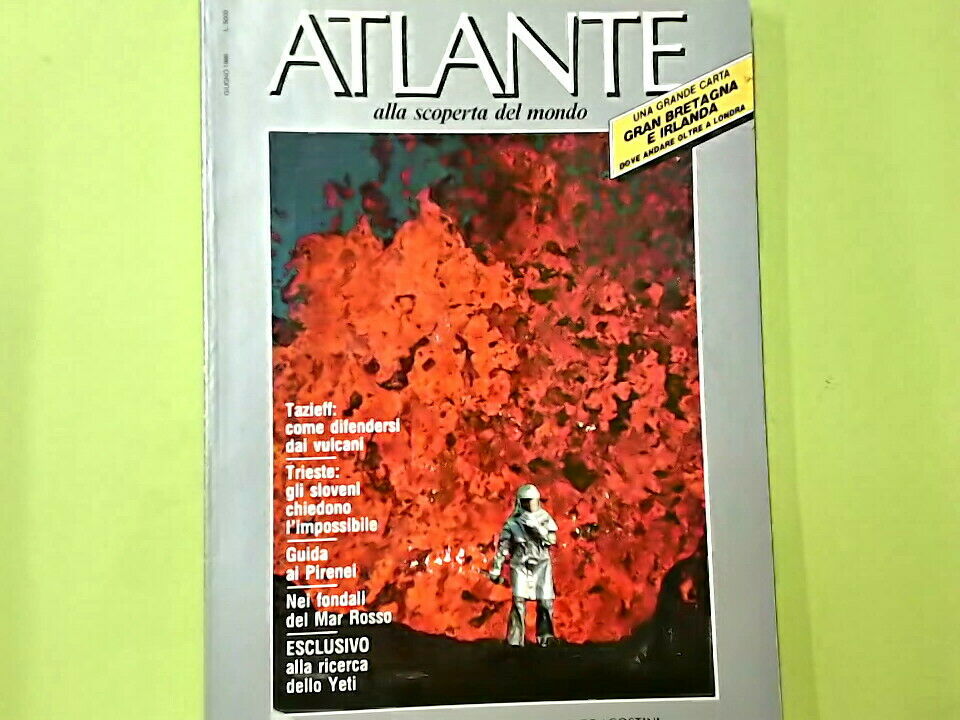 ATLANTE
alla scoperta del mondo
UNA GRANDE CARTA
GRAN BRETAGNA
E IRLANDA
DOVE ANDARE OLTRE A LONDRA
Tazieff:
come difendersi
dai vulcani
Trieste:
gli sloveni
chiedono
l'impossibile
Guida
ai Pirenei
Nei fondali
del Mar Rosso
ESCLUSIVO
alla ricerca
dello Yeti